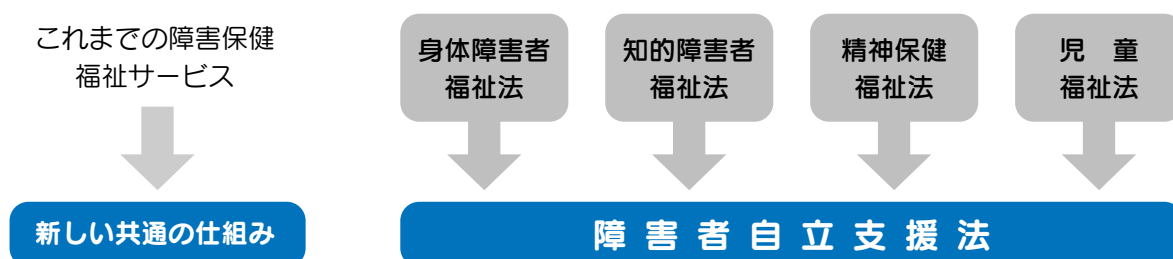 これまでの障害保健
福祉サービス
新しい共通の仕組み
身体障害者
福祉法
知的障害者
福祉法
精神保健
福祉法
児　童
福祉法
障 害 者 自 立 支 援 法